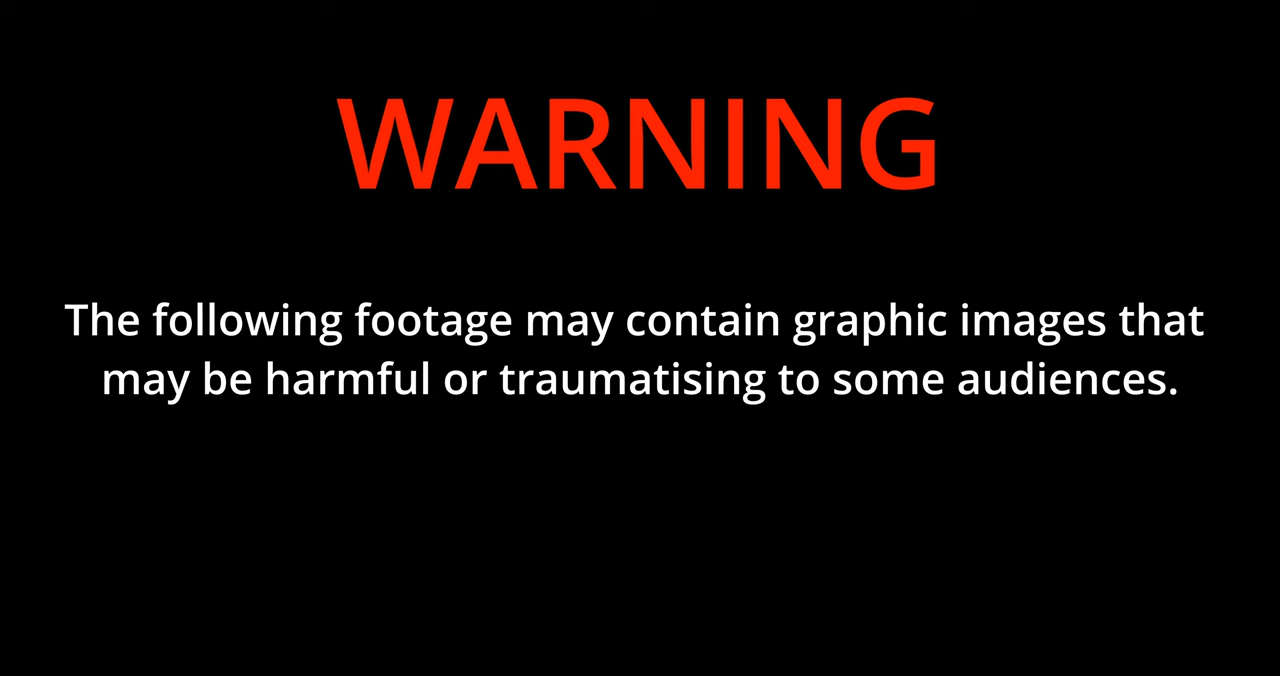 WARNING
The following footage may contain graphic images that
may be harmful or traumatising to some audiences.